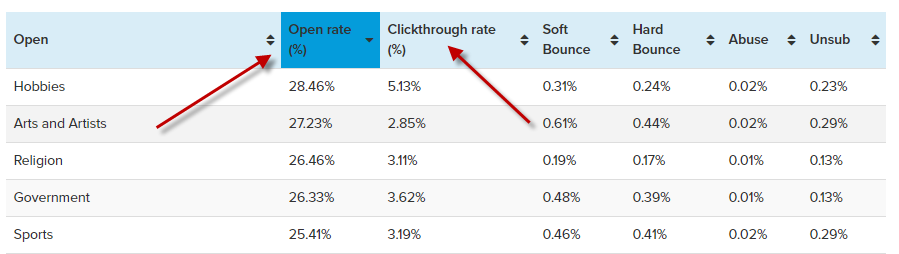 Open Open rate (%) Clickthrough rate (%) Soft Bounce Hard Bounce Abuse Unsub
Hobbies 28.46% 5.13% 0.31% 0.24% 0.02% 0.23%
Arts and Artists 27.23% 2.85% 0.61% 0.44% 0.02% 0.29%
Religion 26.46% 3.11% 0.19% 0.17% 0.01% 0.13%
Government 26.33% 3.62% 0.48% 0.39% 0.01% 0.13%
Sports 25.41% 3.19% 0.46% 0.41% 0.02% 0.29%